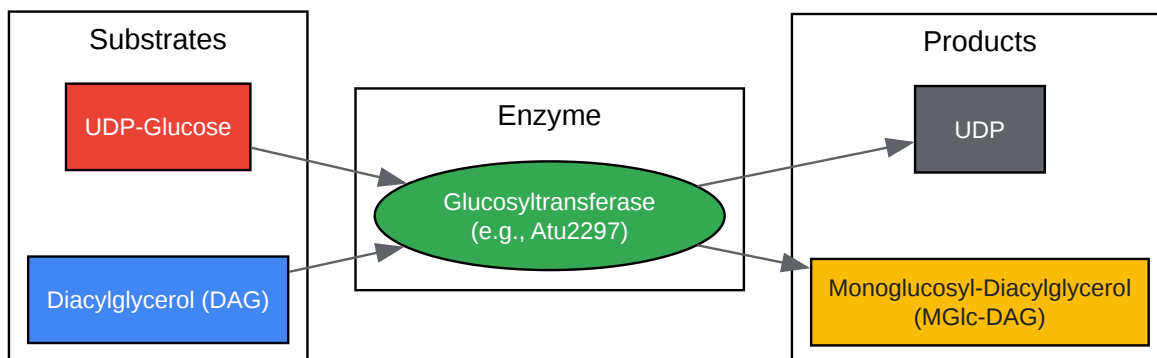 Substrates
UDP-Glucose
Diacylglycerol (DAG)
Enzyme
Glucosyltransferase
(e.g., Atu2297)
Products
UDP
Monoglucosyl-Diacylglycerol
(MGlc-DAG)